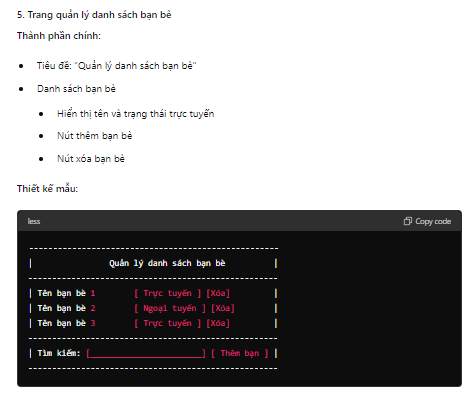 5. Trang quản lý danh sách bạn bè
Thành phần chính:
• Tiêu đề: "Quản lý danh sách bạn bè"
• Danh sách bạn bè
• Hiển thị tên và trạng thái trực tuyến
• Nút thêm bạn bè
• Nút xóa bạn bè
Thiết kế mẫu:
less
Copy code
----------------------------------------------------
| Quản lý danh sách bạn bè |
----------------------------------------------------
| Tên bạn bè 1 [ Trực tuyến ] [Xóa] |
| Tên bạn bè 2 [ Ngoại tuyến ] [Xóa] |
| Tên bạn bè 3 [ Trực tuyến ] [Xóa] |
----------------------------------------------------
| Tìm kiếm: [_______________________] [ Thêm bạn ] |
----------------------------------------------------